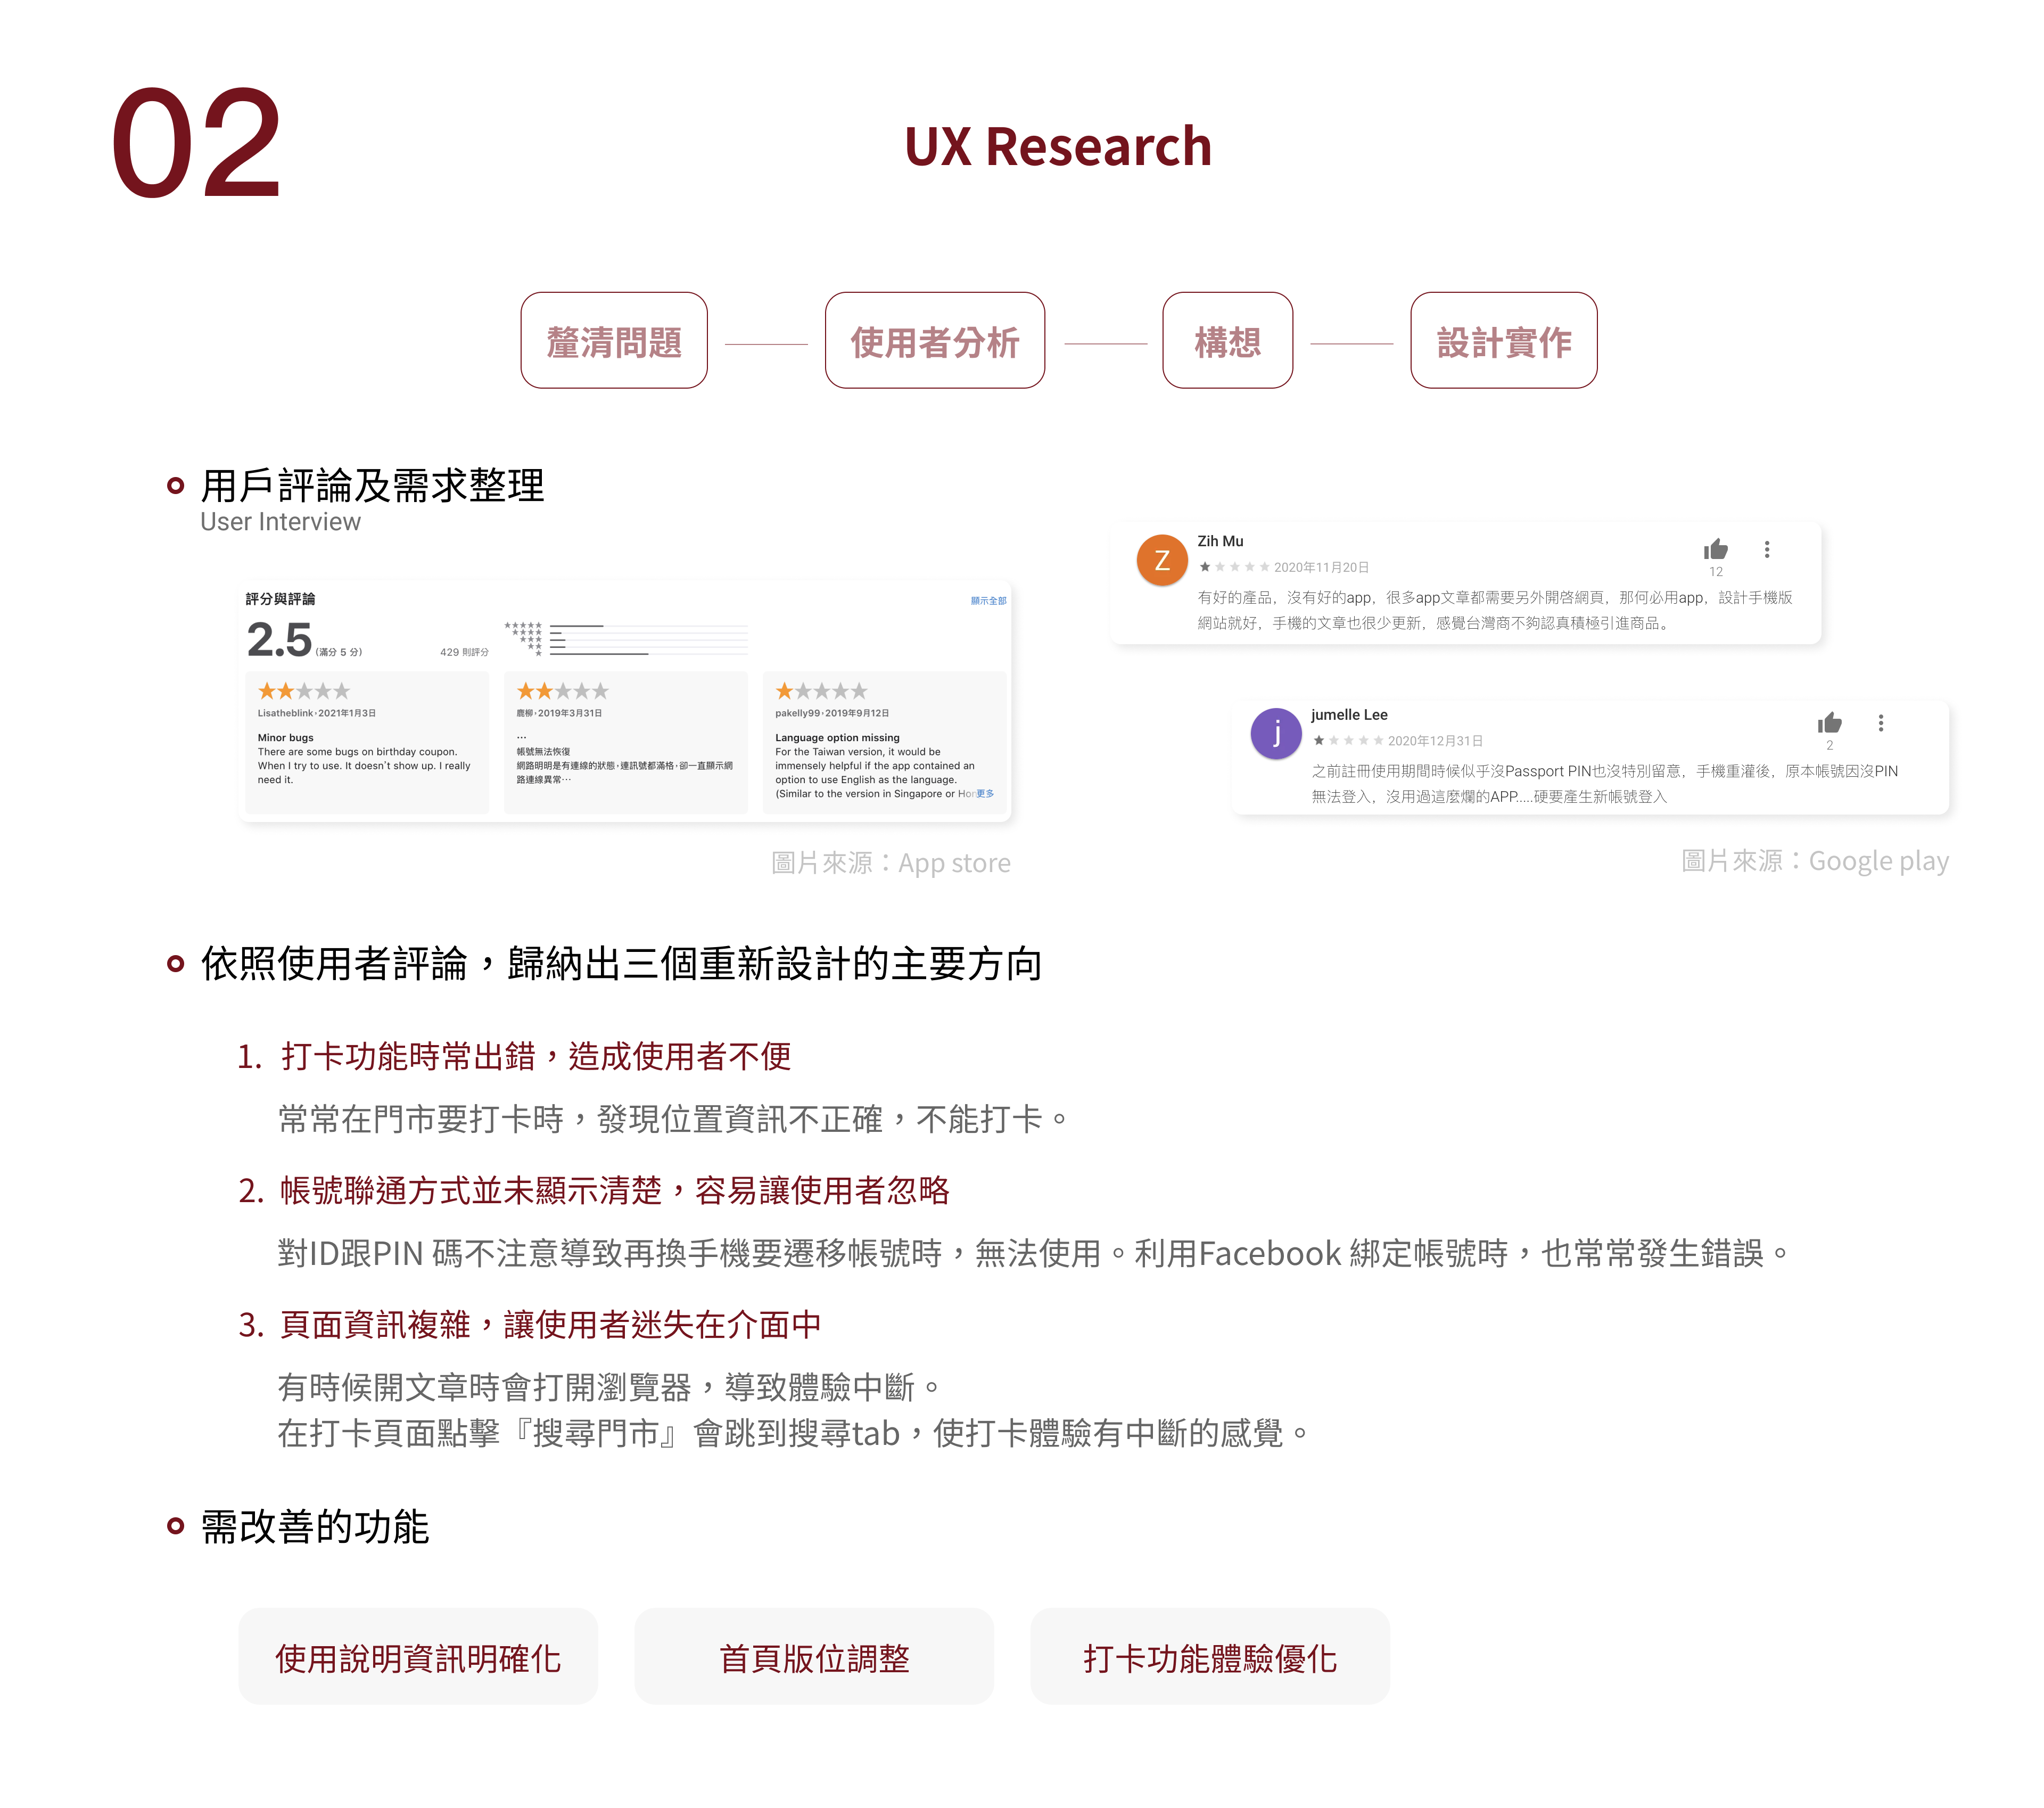 02
UX Research
釐清問題
使用者分析
構想
設計實作
用戶評論及需求整理
User Interview
評分與評論
顯示全部
2.5 (滿分 5 分)
429 則評分
Lisatheblink,2021年1月3日
Minor bugs
There are some bugs on birthday coupon.
When I try to use. It doesn't show up. I really
need it.
鹿柳,2019年3月31日
...
帳號無法恢復
網路明明是有連線的狀態,連訊號都滿格,卻一直顯示網
路連線異常⋯
pakelly99,2019年9月12日
Language option missing
For the Taiwan version, it would be
immensely helpful if the app contained an
option to use English as the language.
(Similar to the version in Singapore or Hon更多
圖片來源：App store
Z
Zih Mu
2020年11月20日
12
有好的產品，沒有好的app，很多app文章都需要另外開啓網頁，那何必用app，設計手機版
網站就好，手機的文章也很少更新，感覺台灣商不夠認真積極引進商品。
j
jumelle Lee
2020年12月31日
2
之前註冊使用期間時候似乎沒Passport PIN也沒特別留意，手機重灌後，原本帳號因沒PIN
無法登入，沒用過這麼爛的APP.....硬要產生新帳號登入
圖片來源：Google play
依照使用者評論，歸納出三個重新設計的主要方向
1. 打卡功能時常出錯，造成使用者不便
常常在門市要打卡時，發現位置資訊不正確，不能打卡。
2. 帳號聯通方式並未顯示清楚，容易讓使用者忽略
對ID跟PIN 碼不注意導致再換手機要遷移帳號時，無法使用。利用Facebook 綁定帳號時，也常常發生錯誤。
3. 頁面資訊複雜，讓使用者迷失在介面中
有時候開文章時會打開瀏覽器，導致體驗中斷。
在打卡頁面點擊『搜尋門市』會跳到搜尋tab，使打卡體驗有中斷的感覺。
需改善的功能
使用說明資訊明確化
首頁版位調整
打卡功能體驗優化